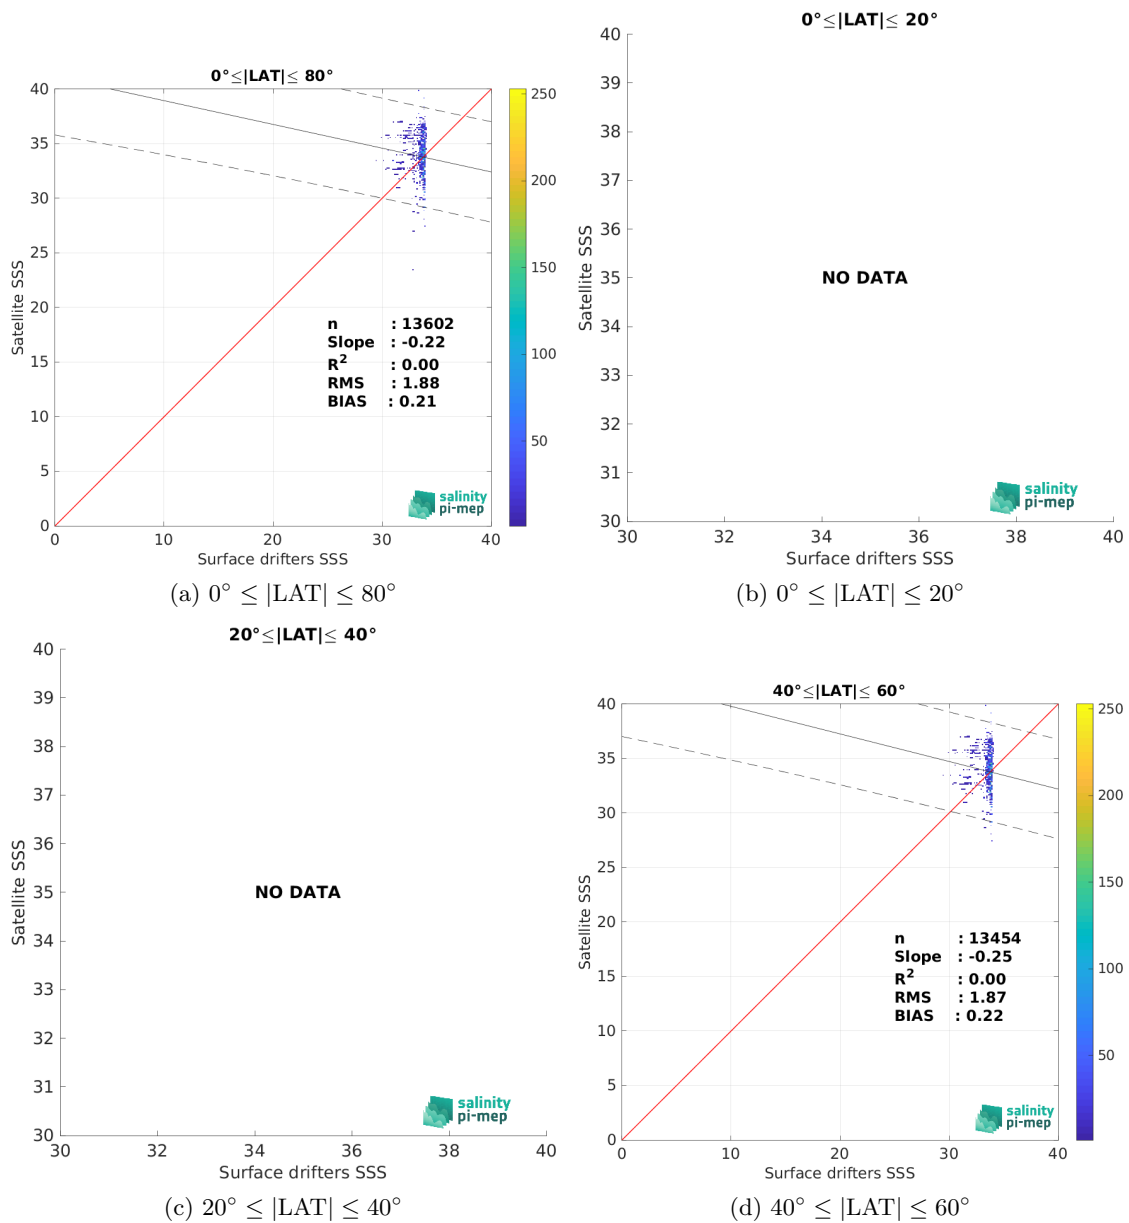 0°≤|LAT|≤ 80°
40
35
30
25
20
15
10
5
0
0
10
20
30
40
Satellite SSS
Surface drifters SSS
n : 13602
Slope : -0.22
R² : 0.00
RMS : 1.88
BIAS : 0.21
250
200
150
100
50
salinity
pi-mep
(a) 0° ≤ |LAT| ≤ 80°
0°≤|LAT|≤ 20°
40
39
38
37
36
35
34
33
32
31
30
30
32
34
36
38
40
Satellite SSS
Surface drifters SSS
NO DATA
salinity
pi-mep
(b) 0° ≤ |LAT| ≤ 20°
20°≤|LAT|≤ 40°
40
39
38
37
36
35
34
33
32
31
30
30
32
34
36
38
40
Satellite SSS
Surface drifters SSS
NO DATA
salinity
pi-mep
(c) 20° ≤ |LAT| ≤ 40°
40°≤|LAT|≤ 60°
40
35
30
25
20
15
10
5
0
0
10
20
30
40
Satellite SSS
Surface drifters SSS
n : 13454
Slope : -0.25
R² : 0.00
RMS : 1.87
BIAS : 0.22
250
200
150
100
50
salinity
pi-mep
(d) 40° ≤ |LAT| ≤ 60°